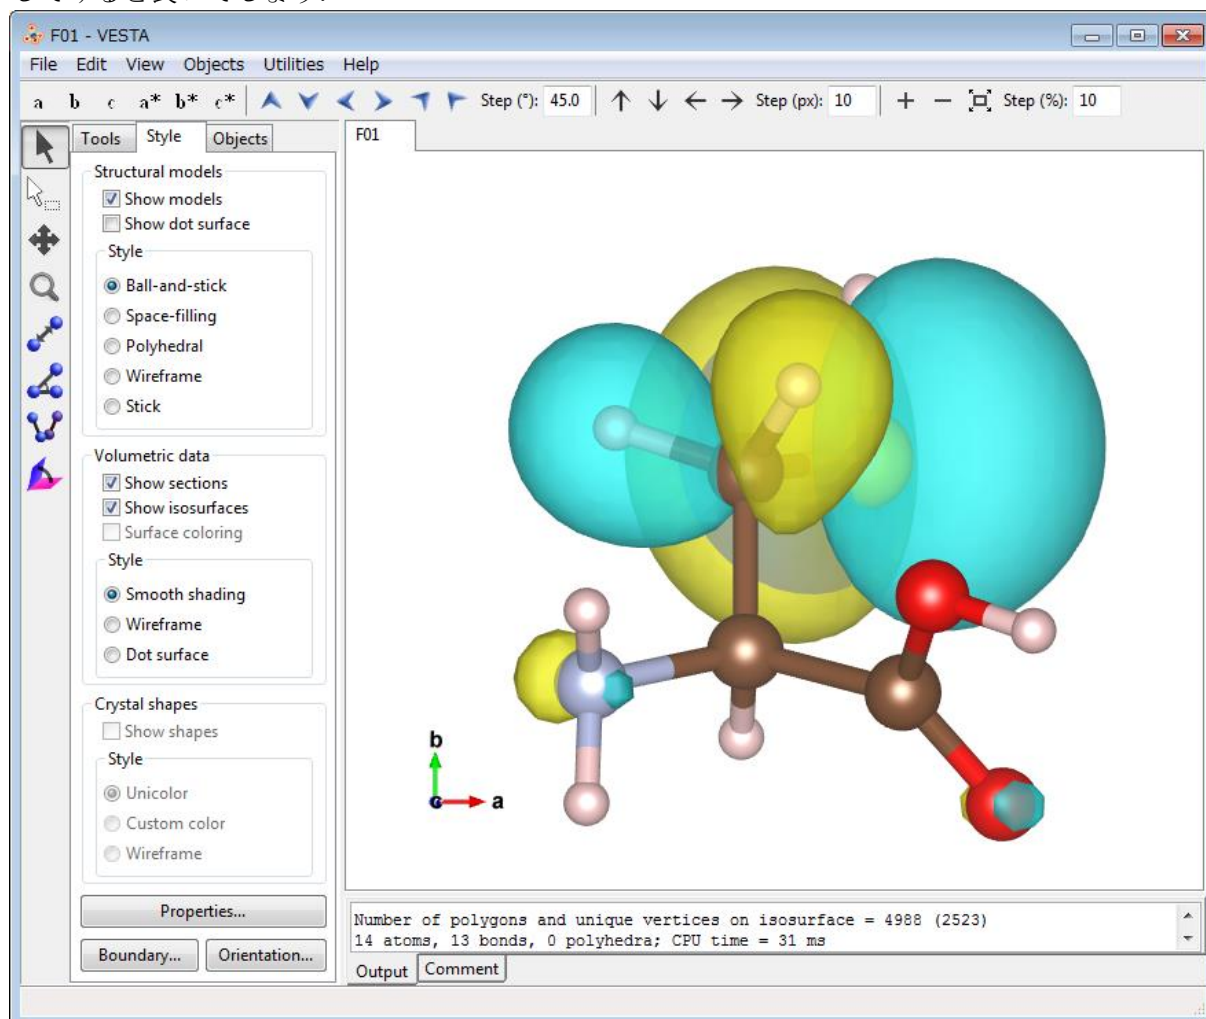 F01 - VESTA
File Edit View Objects Utilities Help
a b c a* b* c* Step (°): 45.0 Step (px): 10 Step (%): 10
Tools Style Objects
F01
Structural models
Show models
Show dot surface
Style
Ball-and-stick
Space-filling
Polyhedral
Wireframe
Stick
Volumetric data
Show sections
Show isosurfaces
Surface coloring
Style
Smooth shading
Wireframe
Dot surface
Crystal shapes
Show shapes
Style
Unicolor
Custom color
Wireframe
Properties...
Boundary... Orientation...
b
c a
Number of polygons and unique vertices on isosurface = 4988 (2523)
14 atoms, 13 bonds, 0 polyhedra; CPU time = 31 ms
Output Comment